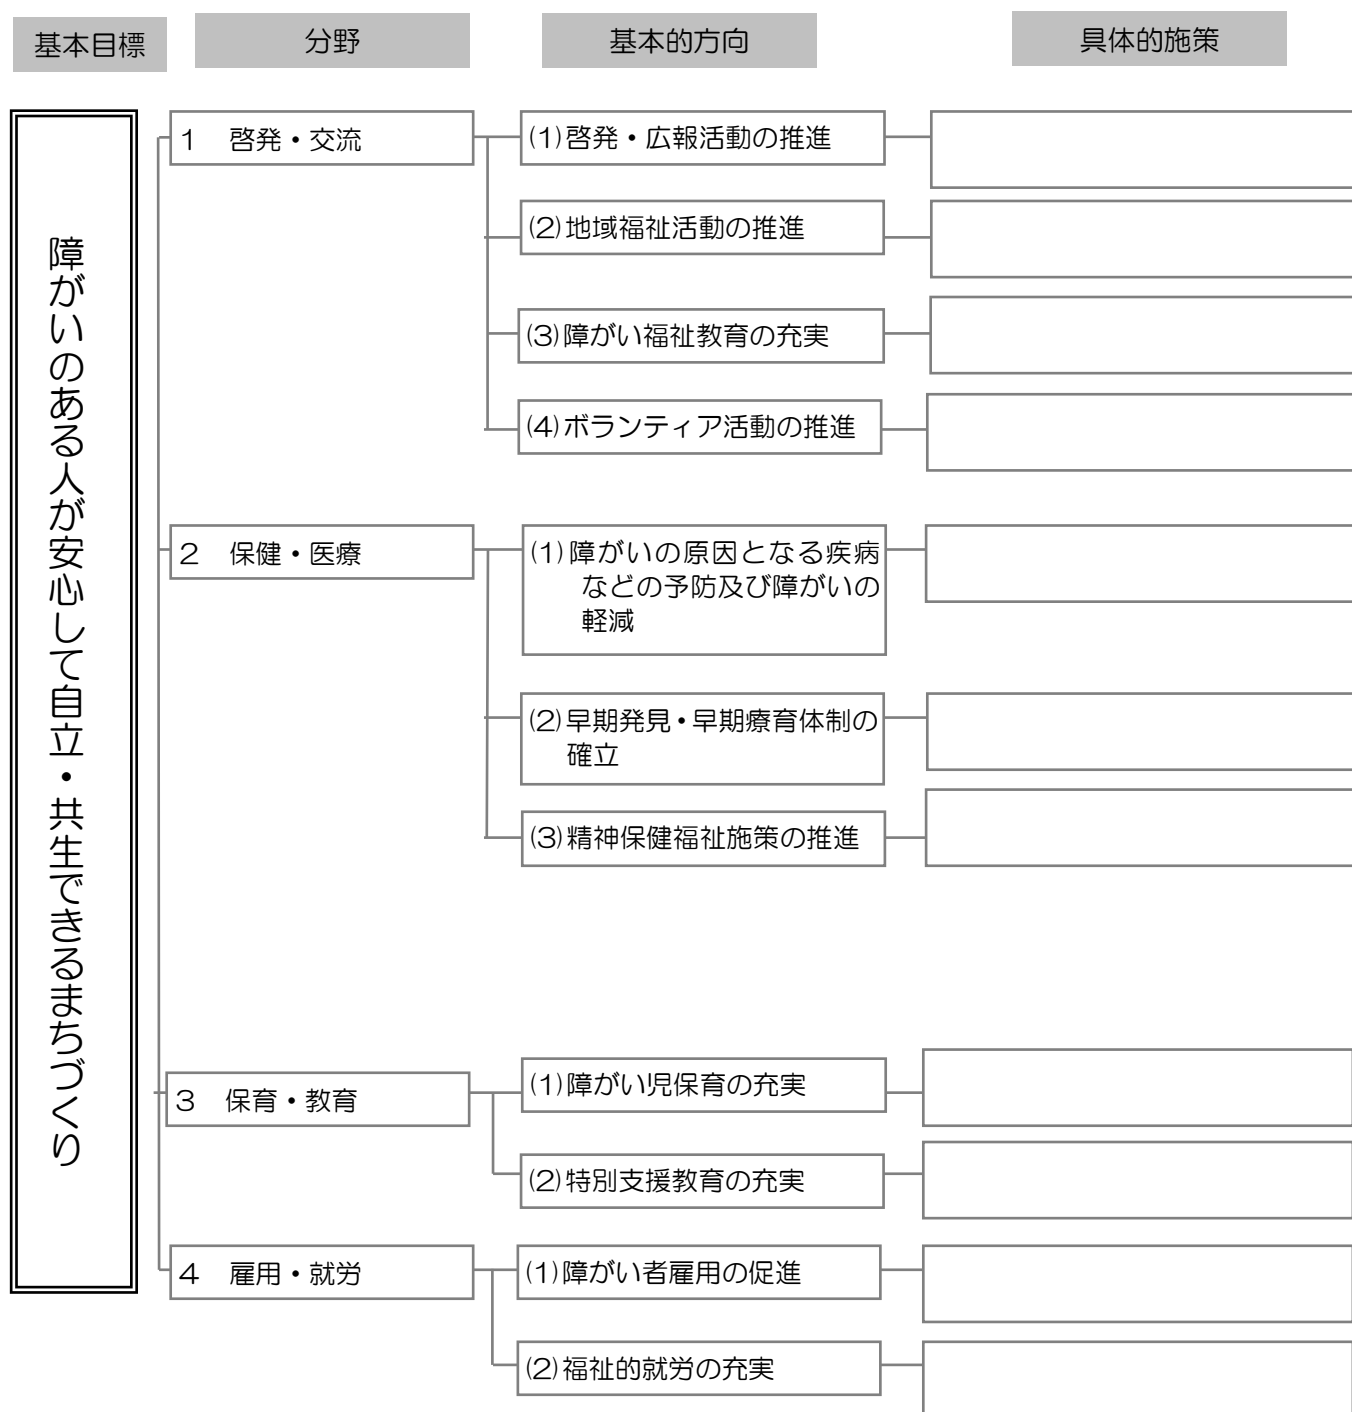 基本目標
分野
基本的方向
具体的施策
障がいのある人が安心して自立・共生できるまちづくり
1　啓発・交流
(1)啓発・広報活動の推進
(2)地域福祉活動の推進
(3)障がい福祉教育の充実
(4)ボランティア活動の推進
2　保健・医療
(1)障がいの原因となる疾病
などの予防及び障がいの
軽減
(2)早期発見・早期療育体制の
確立
(3)精神保健福祉施策の推進
3　保育・教育
(1)障がい児保育の充実
(2)特別支援教育の充実
4　雇用・就労
(1)障がい者雇用の促進
(2)福祉的就労の充実